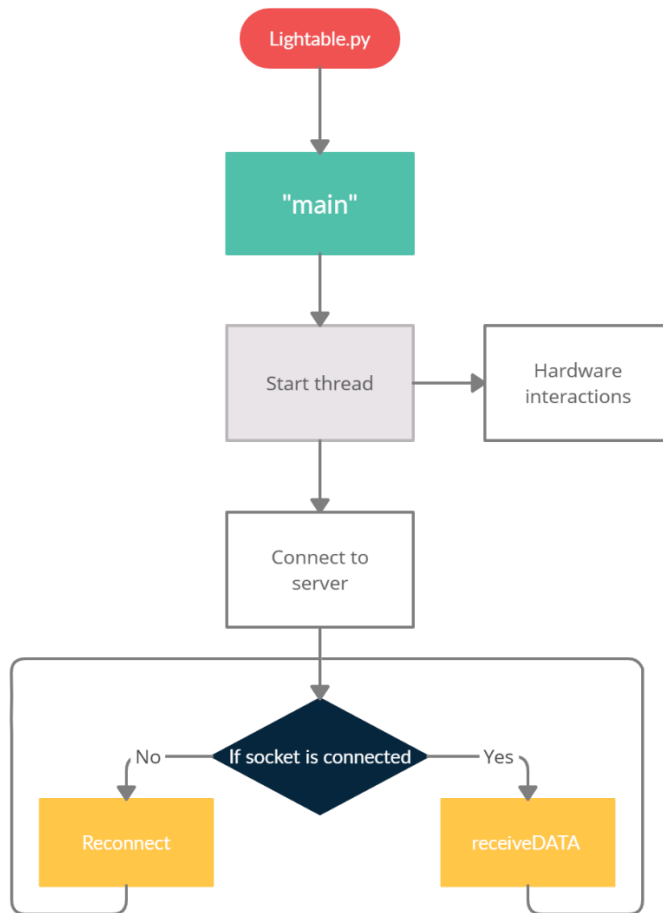 Lightable.py
"main"
Start thread
Hardware
interactions
Connect to
server
If socket is connected
No
Yes
Reconnect
receiveDATA